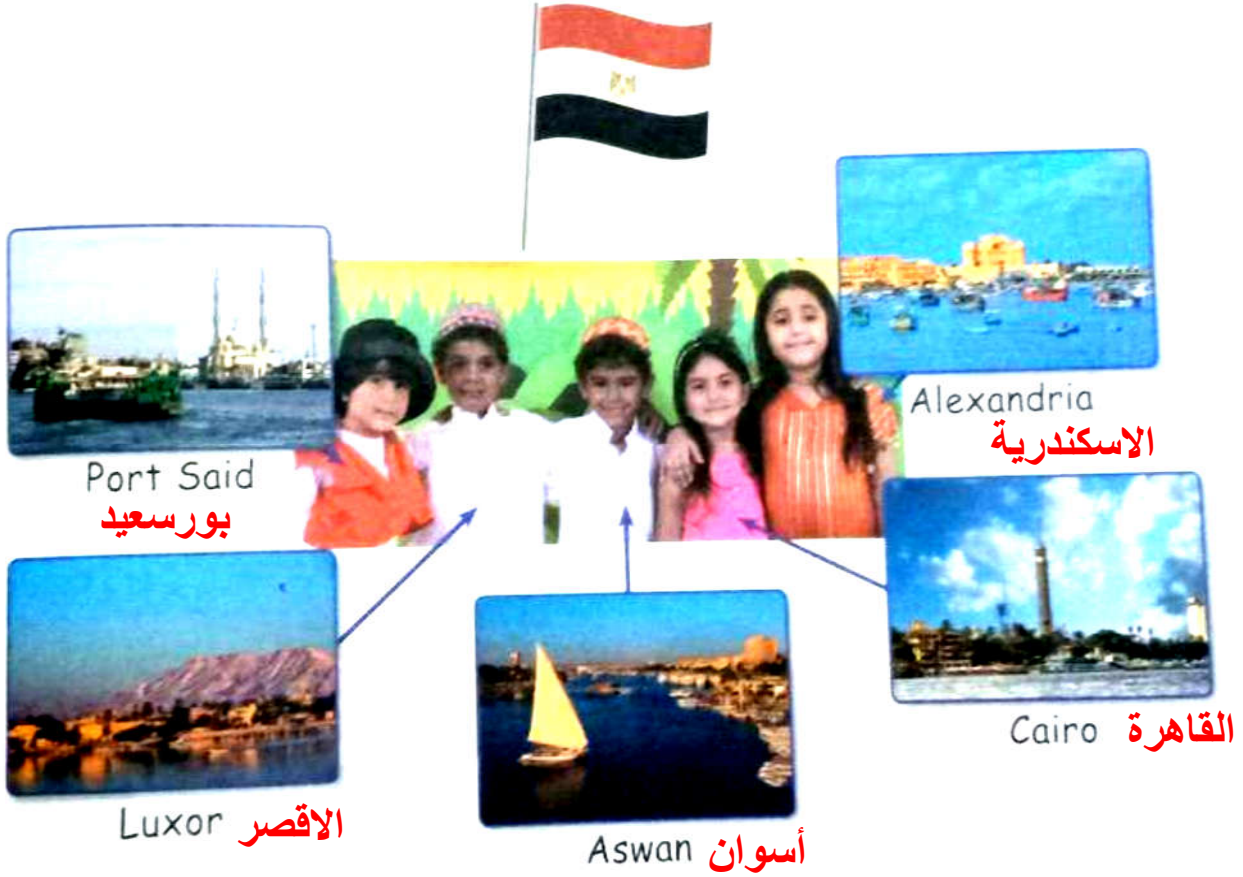 Port Said
بورسعيد
Alexandria
الاسكندرية
Luxor الاقصر
Aswan أسوان
Cairo القاهرة